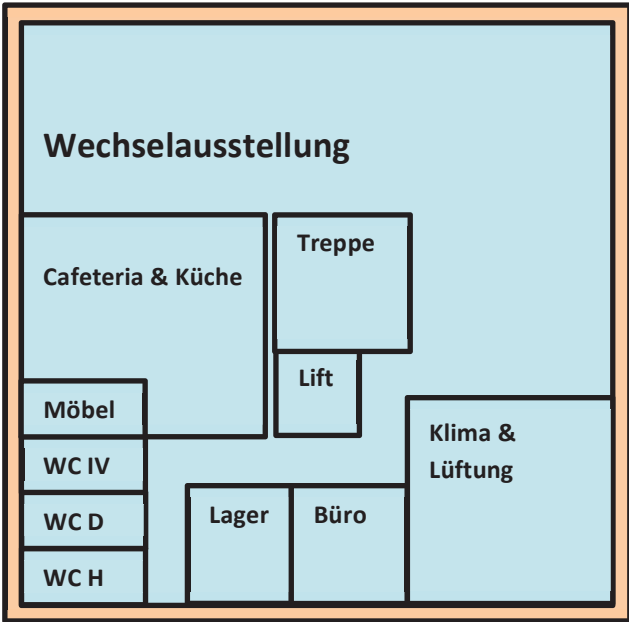 Wechselausstellung
Treppe
Cafeteria & Küche
Lift
Möbel
Klima &
Lüftung
WC IV
Lager
Büro
WC D
WC H